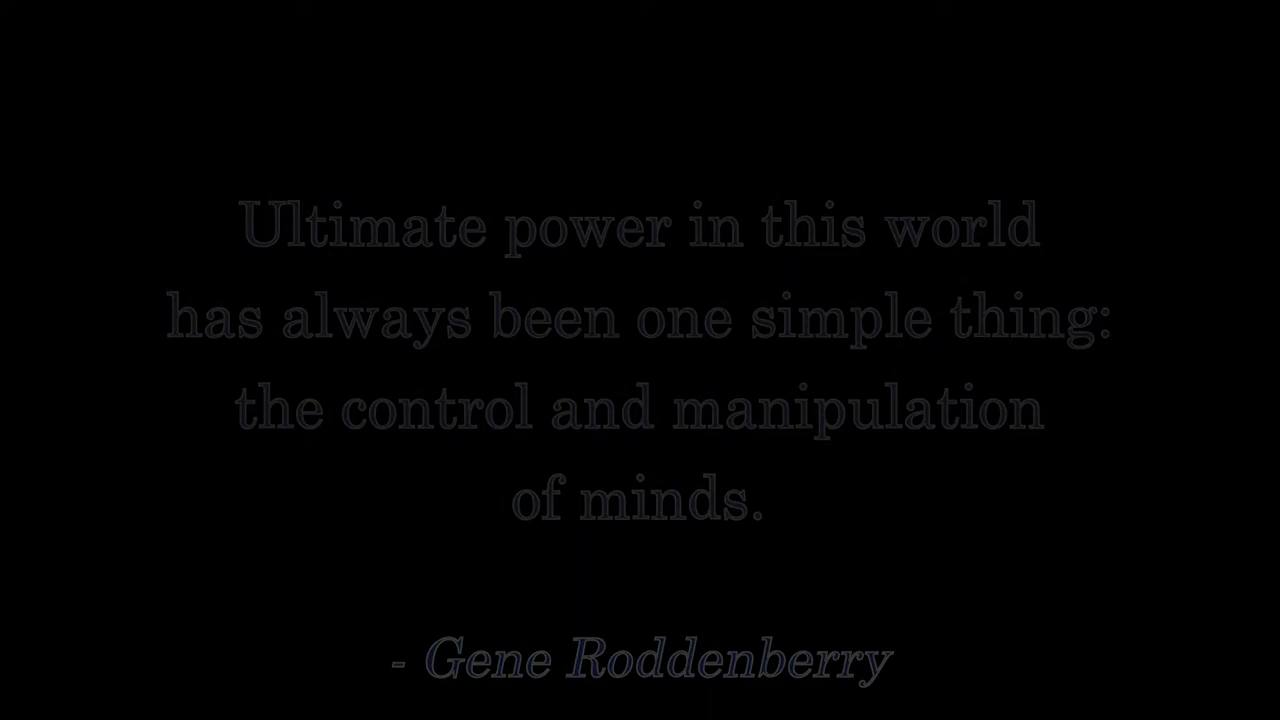 Ultimate power in this world
has always been one simple thing:
the control and manipulation
of minds.
- Gene Roddenberry